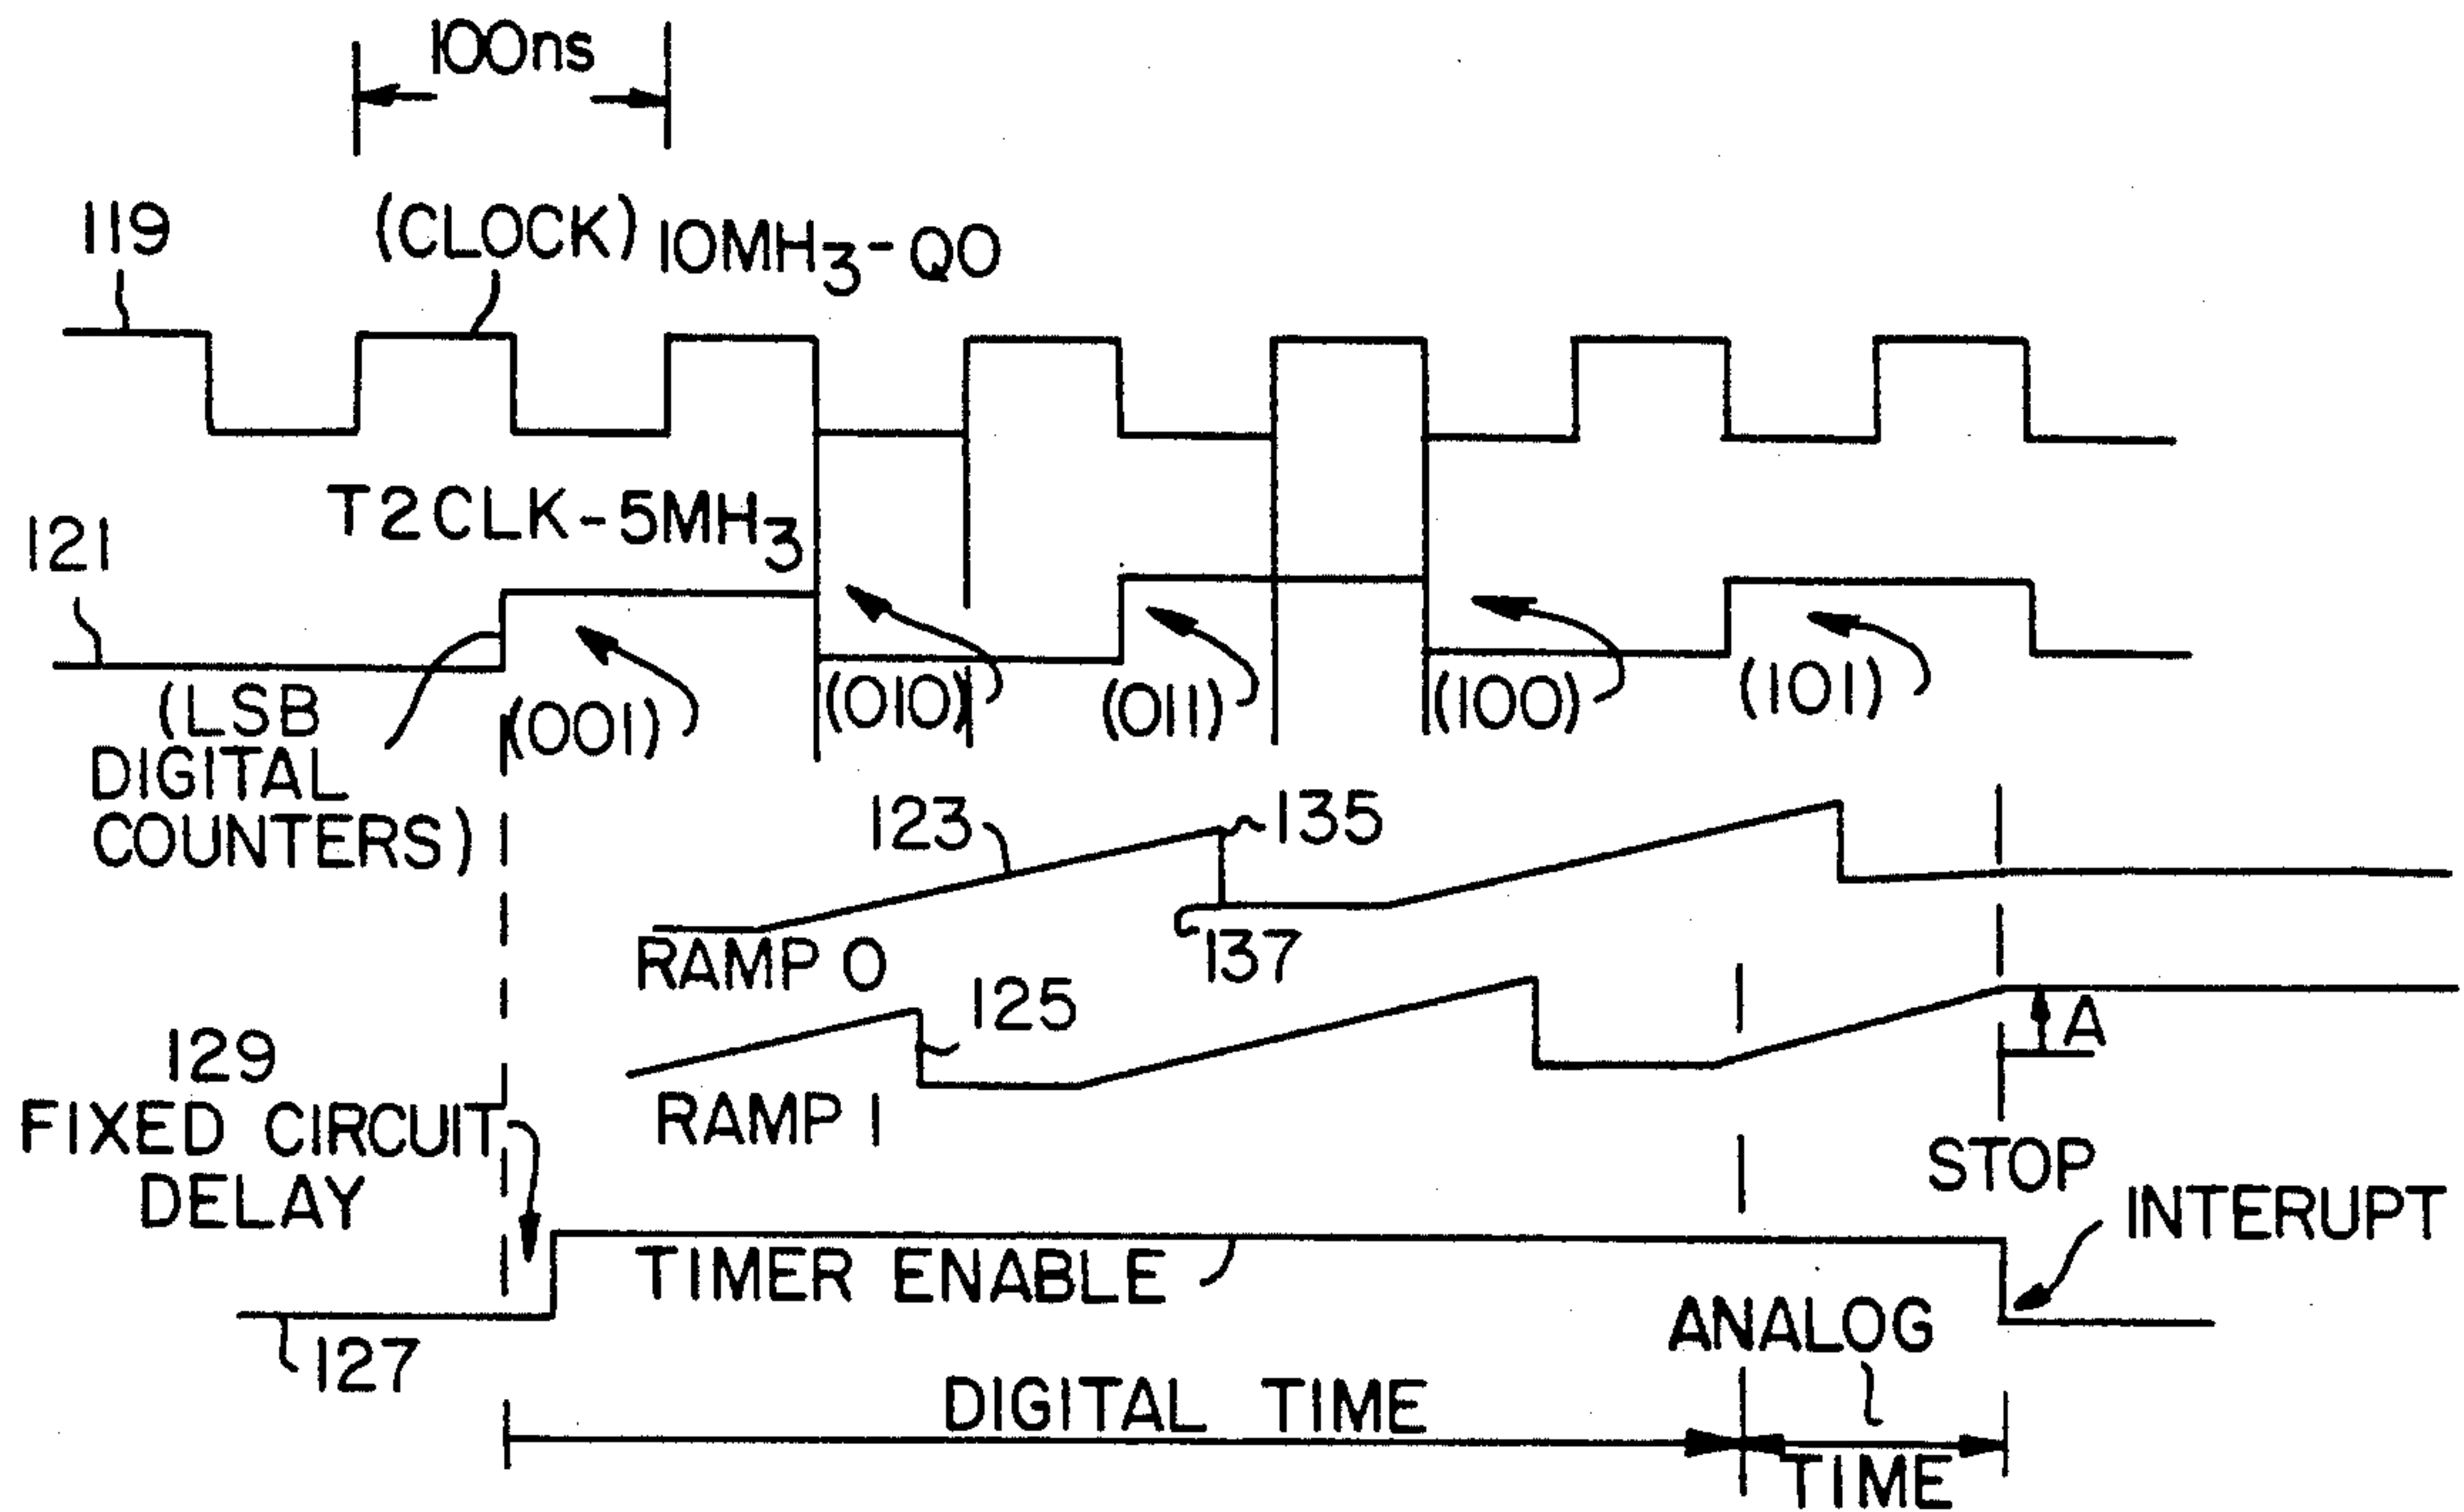 100ns
119
(CLOCK) 10MH3-Q0
T2CLK-5MH3
121
(LSB
DIGITAL
COUNTERS)
(001)
(010)
(011)
(100)
(101)
123
135
137
RAMP 0
125
RAMP 1
A
129
FIXED CIRCUIT
DELAY
STOP
INTERUPT
TIMER ENABLE
127
ANALOG
DIGITAL TIME
TIME